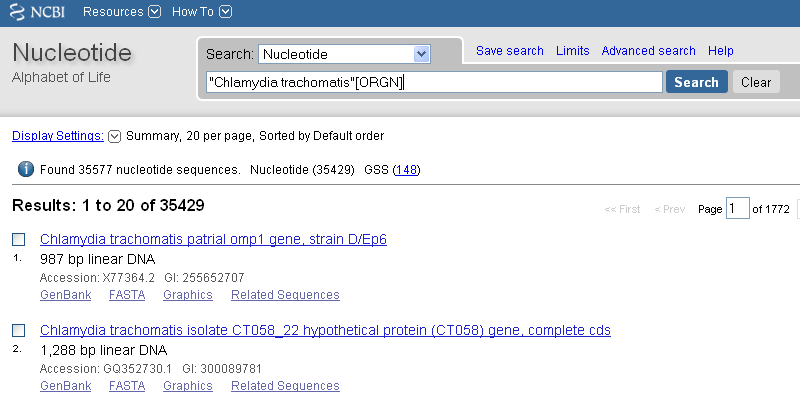 NCBI Resources How To
Nucleotide
Alphabet of Life
Search: Nucleotide
Save search Limits Advanced search Help
"Chlamydia trachomatis"[ORGN]
Search Clear
Display Settings: Summary, 20 per page, Sorted by Default order
Found 35577 nucleotide sequences. Nucleotide (35429) GSS (148)
Results: 1 to 20 of 35429
<< First < Prev Page 1 of 1772
Chlamydia trachomatis patrial omp1 gene, strain D/Ep6
1. 987 bp linear DNA
Accession: X77364.2 GI: 255652707
GenBank FASTA Graphics Related Sequences
Chlamydia trachomatis isolate CT058_22 hypothetical protein (CT058) gene, complete cds
2. 1,288 bp linear DNA
Accession: GQ352730.1 GI: 300089781
GenBank FASTA Graphics Related Sequences